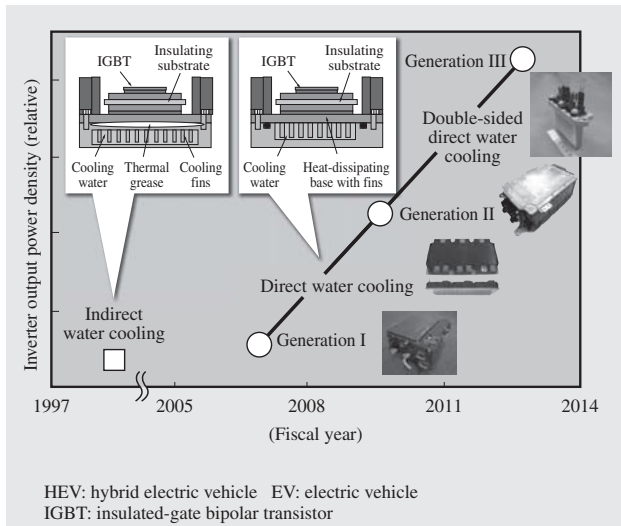 Inverter output power density (relative)
IGBT
Insulating
substrate
Cooling
water
Thermal
grease
Cooling
fins
IGBT
Insulating
substrate
Cooling
water
Heat-dissipating
base with fins
Generation III
Double-sided
direct water
cooling
Generation II
Direct water cooling
Indirect
water cooling
Generation I
1997
2005
2008
2011
2014
(Fiscal year)
HEV: hybrid electric vehicle EV: electric vehicle
IGBT: insulated-gate bipolar transistor